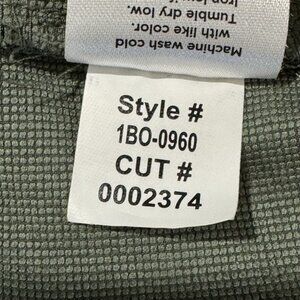 Machine wash cold
with like color.
Tumble dry low.
Style #
1BO-0960
CUT #
0002374